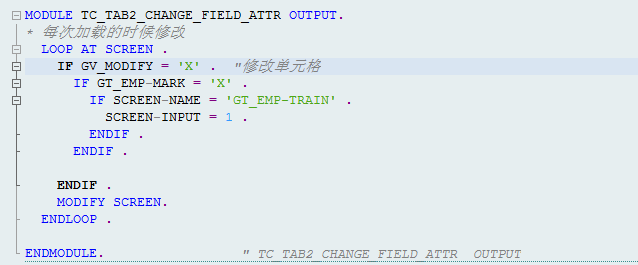 MODULE TC_TAB2_CHANGE_FIELD_ATTR OUTPUT.
* 每次加载的时候修改
LOOP AT SCREEN .
IF GV_MODIFY = 'X' . "修改单元格
IF GT_EMP-MARK = 'X' .
IF SCREEN-NAME = 'GT_EMP-TRAIN' .
SCREEN-INPUT = 1 .
ENDIF .
ENDIF .
ENDIF .
MODIFY SCREEN.
ENDLOOP .
ENDMODULE. " TC_TAB2_CHANGE_FIELD_ATTR OUTPUT